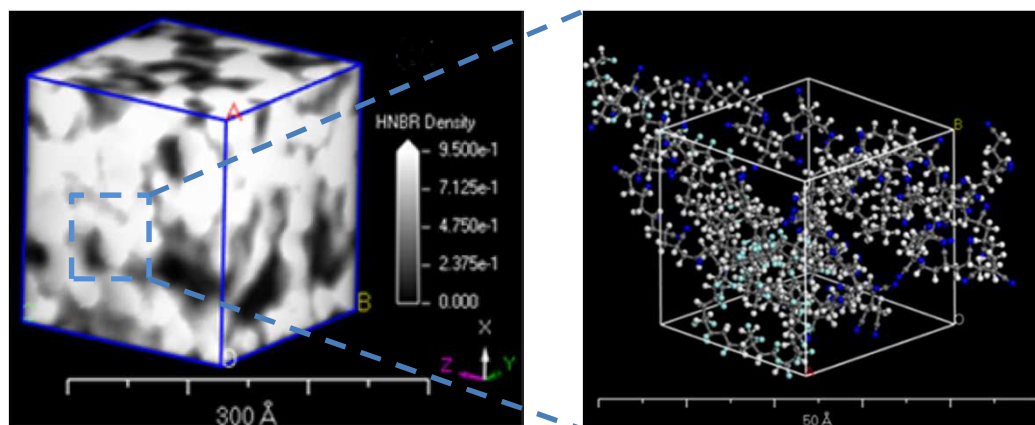 A
HNBR Density
9.500e-1
7.125e-1
4.750e-1
2.375e-1
0.000
B
O
X
Z
Y
300 Å
B
O
50 Å